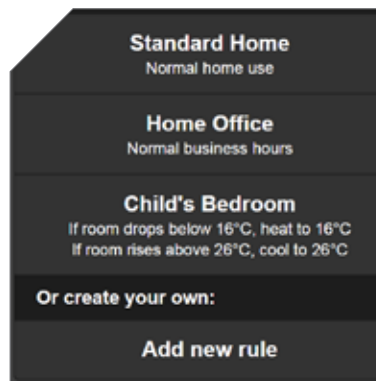 Standard Home
Normal home use
Home Office
Normal business hours
Child's Bedroom
If room drops below 16°C, heat to 16°C
If room rises above 26°C, cool to 26°C
Or create your own:
Add new rule